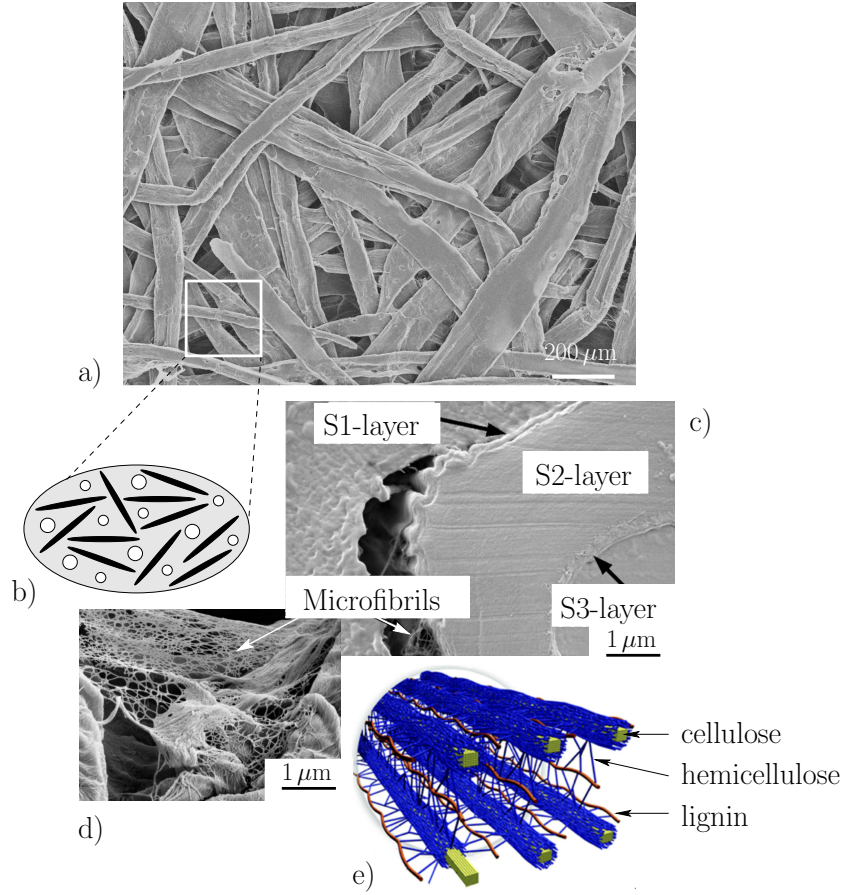 200 μm
a)
S1-layer
c)
S2-layer
b)
Microfibrils
S3-layer
1 μm
1 μm
d)
cellulose
hemicellulose
lignin
e)